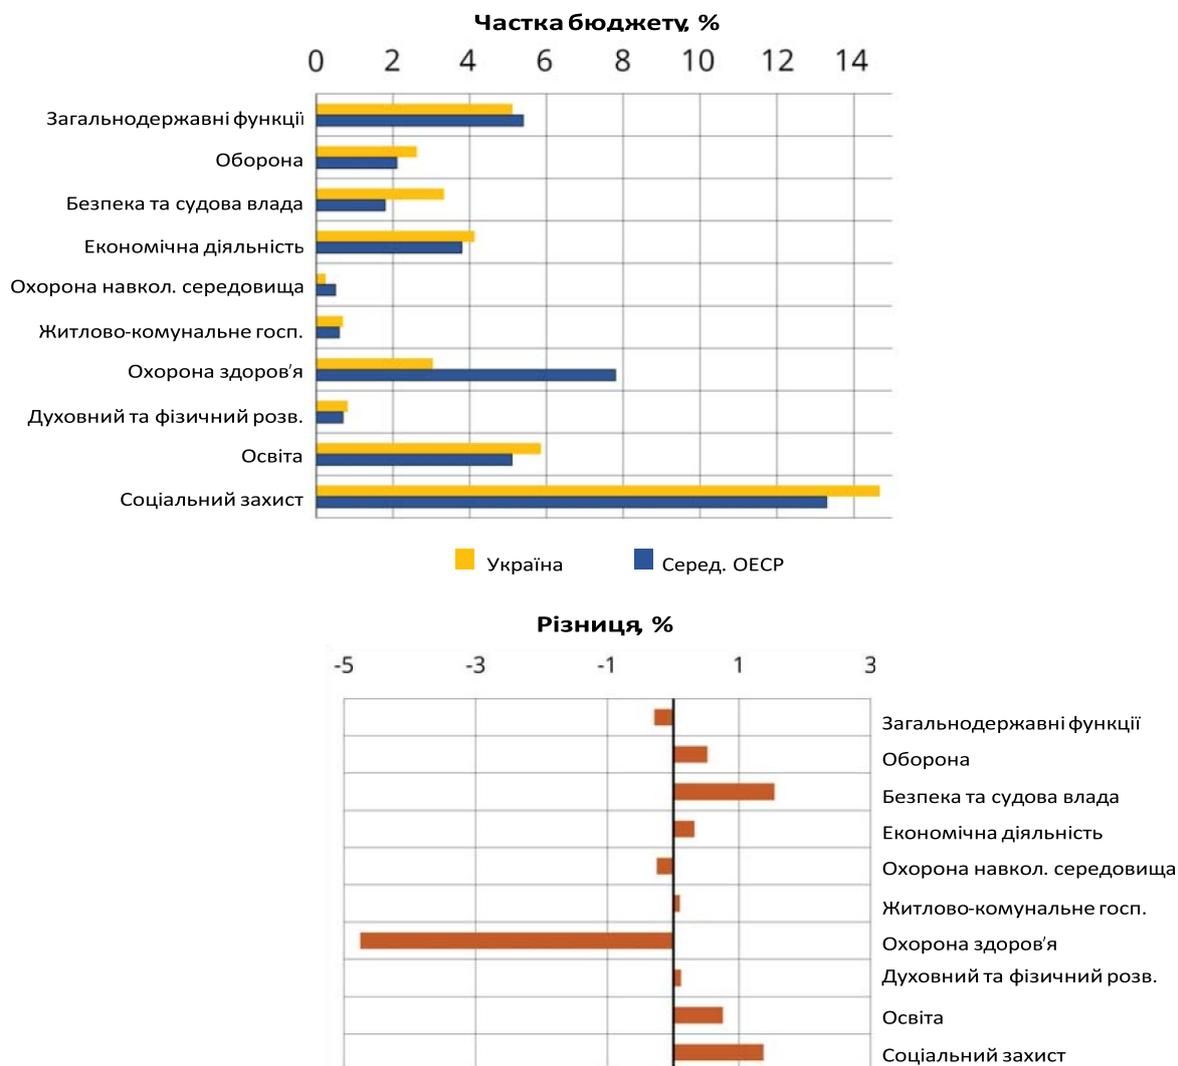 Частка бюджету, %
0 2 4 6 8 10 12 14
Загальнодержавні функції
Оборона
Безпека та судова влада
Економічна діяльність
Охорона навкол. середовища
Житлово-комунальне госп.
Охорона здоров'я
Духовний та фізичний розв.
Освіта
Соціальний захист
Україна Серед. ОЕСР
Різниця, %
-5 -3 -1 1 3
Загальнодержавні функції
Оборона
Безпека та судова влада
Економічна діяльність
Охорона навкол. середовища
Житлово-комунальне госп.
Охорона здоров'я
Духовний та фізичний розв.
Освіта
Соціальний захист